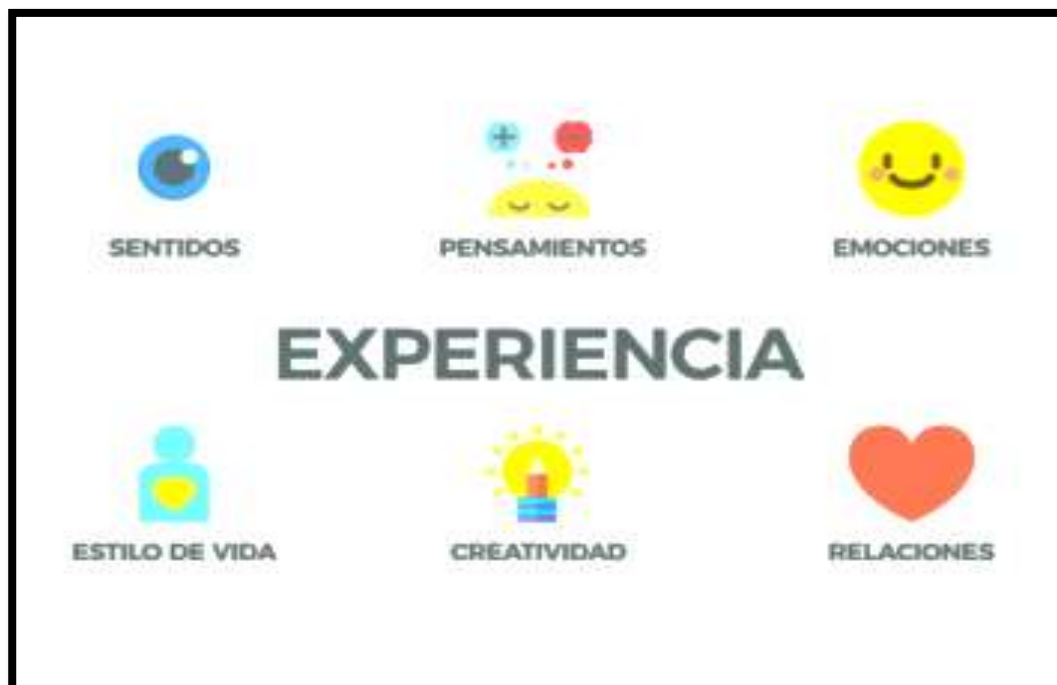 SENTIDOS
PENSAMIENTOS
EMOCIONES
EXPERIENCIA
ESTILO DE VIDA
CREATIVIDAD
RELACIONES